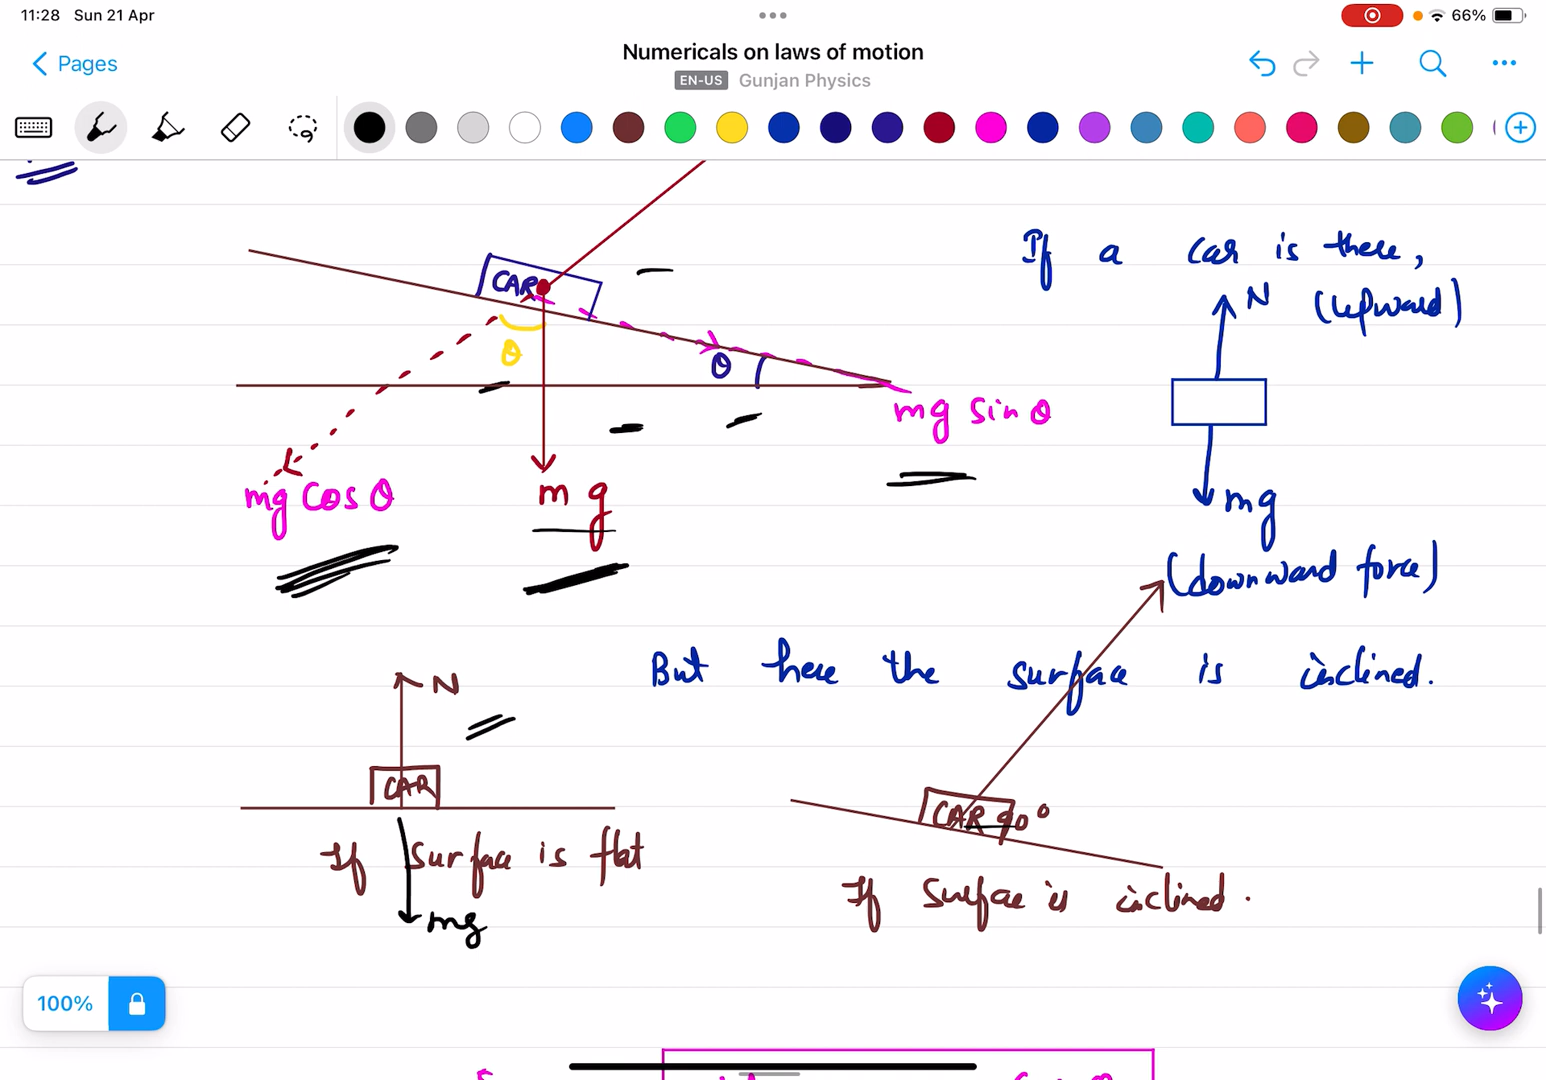 11:28 Sun 21 Apr
66%
Pages
Numericals on laws of motion
EN-US Gunjan Physics
CAR
θ
θ
mg sin θ
mg cos θ
mg
If a car is there,
N (Upward)
mg
(downward force)
But here the surface is inclined.
N
CAR
If surface is flat
mg
CAR 90°
If Surface is inclined.
100%